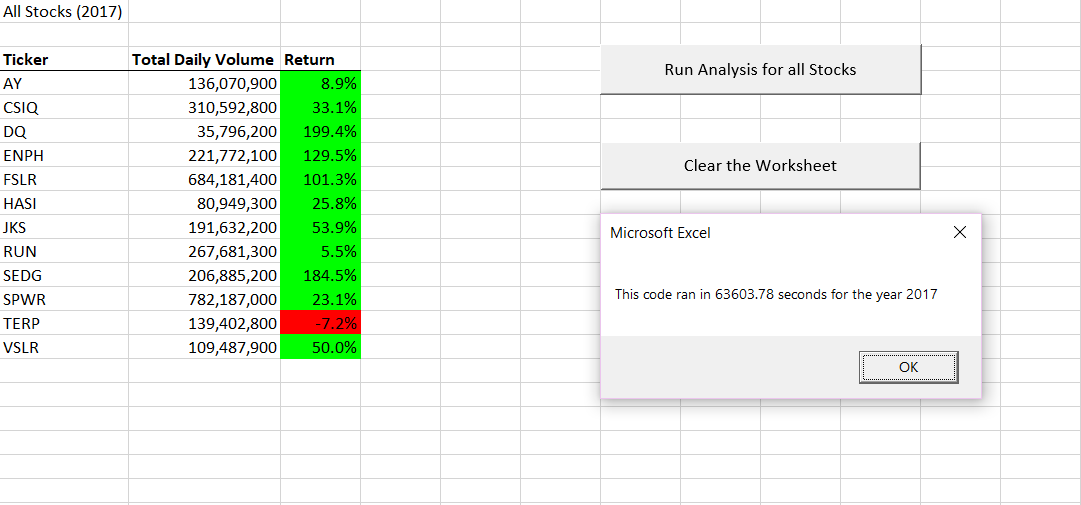 All Stocks (2017)
Ticker Total Daily Volume Return
AY 136,070,900 8.9%
CSIQ 310,592,800 33.1%
DQ 35,796,200 199.4%
ENPH 221,772,100 129.5%
FSLR 684,181,400 101.3%
HASI 80,949,300 25.8%
JKS 191,632,200 53.9%
RUN 267,681,300 5.5%
SEDG 206,885,200 184.5%
SPWR 782,187,000 23.1%
TERP 139,402,800 -7.2%
VSLR 109,487,900 50.0%
Run Analysis for all Stocks
Clear the Worksheet
Microsoft Excel
This code ran in 63603.78 seconds for the year 2017
OK